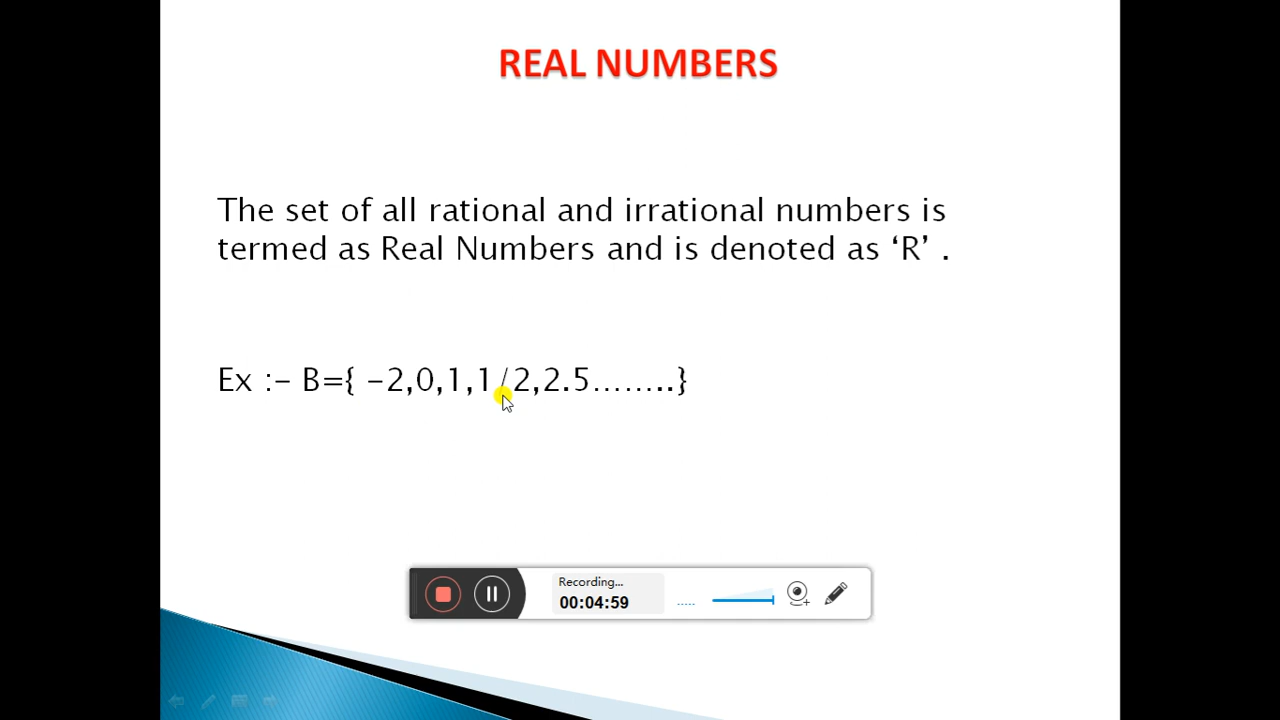 REAL NUMBERS
The set of all rational and irrational numbers is
termed as Real Numbers and is denoted as ‘R’ .
Ex :- B={ -2,0,1,1/2,2.5……..}
Recording...
00:04:59